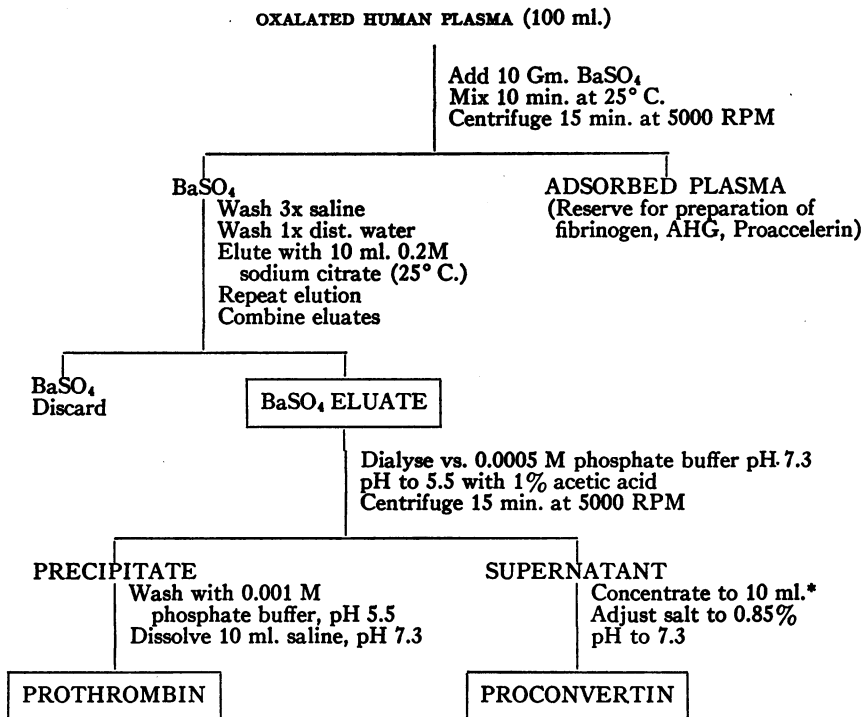 OXALATED HUMAN PLASMA (100 ml.)
Add 10 Gm. BaSO₄
Mix 10 min. at 25° C.
Centrifuge 15 min. at 5000 RPM
BaSO₄
Wash 3x saline
Wash 1x dist. water
Elute with 10 ml. 0.2M
sodium citrate (25° C.)
Repeat elution
Combine eluates
ADSORBED PLASMA
(Reserve for preparation of
fibrinogen, AHG, Proaccelerin)
BaSO₄
Discard
BaSO₄ ELUATE
Dialyse vs. 0.0005 M phosphate buffer pH 7.3
pH to 5.5 with 1% acetic acid
Centrifuge 15 min. at 5000 RPM
PRECIPITATE
Wash with 0.001 M
phosphate buffer, pH 5.5
Dissolve 10 ml. saline, pH 7.3
SUPERNATANT
Concentrate to 10 ml.*
Adjust salt to 0.85%
pH to 7.3
PROTHROMBIN
PROCONVERTIN